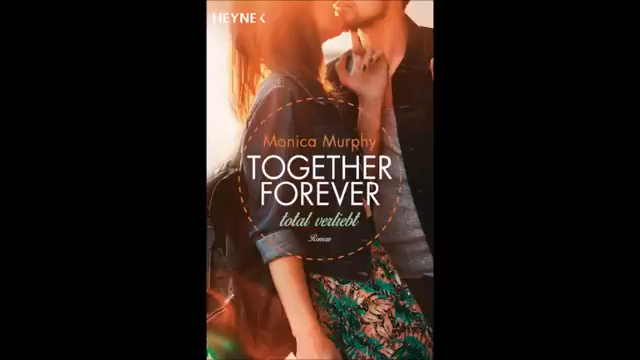 HEYNE<
Monica Murphy
TOGETHER
FOREVER
total verliebt
Roman